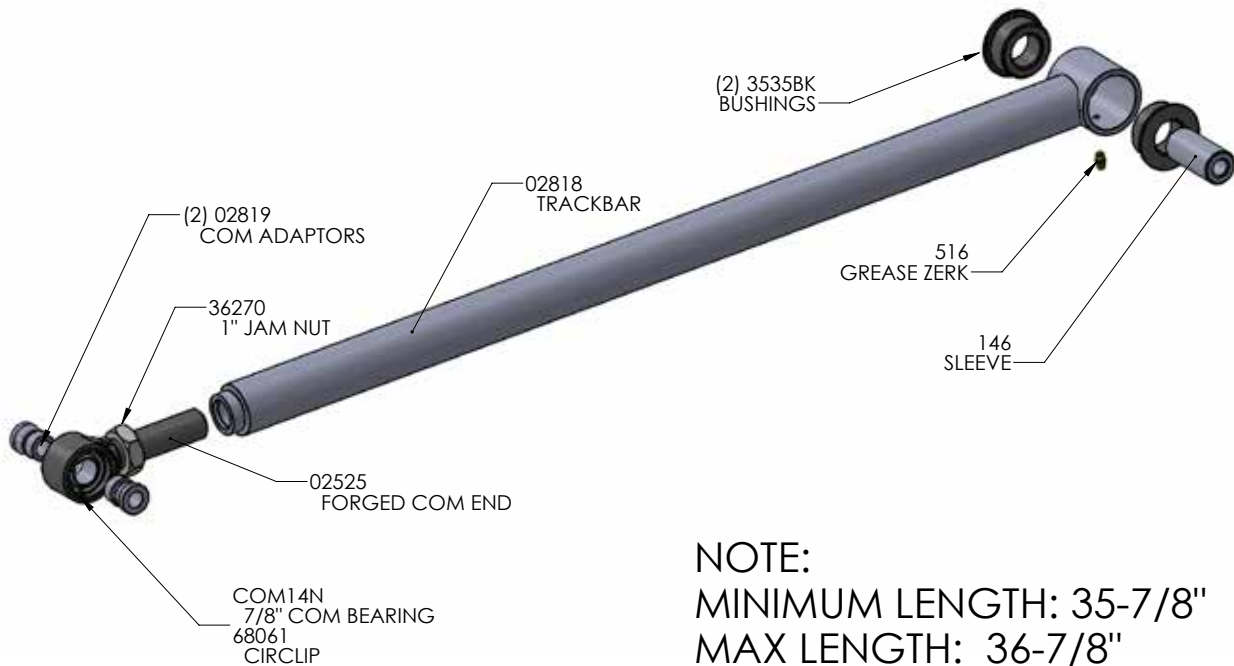 (2) 3535BK
BUSHINGS
02818
TRACKBAR
(2) 02819
COM ADAPTORS
516
GREASE ZERK
36270
1" JAM NUT
146
SLEEVE
02525
FORGED COM END
COM14N
7/8" COM BEARING
68061
CIRCLIP
NOTE:
MINIMUM LENGTH: 35-7/8"
MAX LENGTH: 36-7/8"